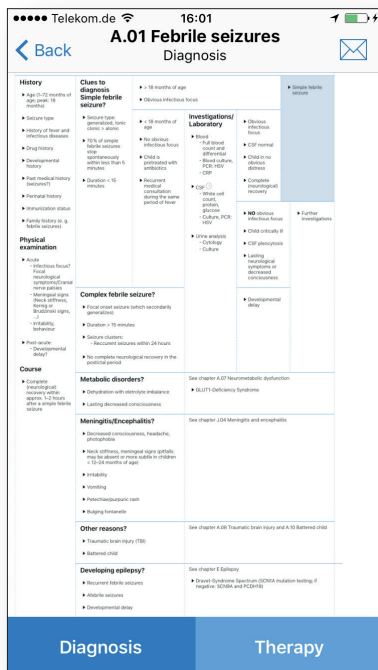 Telekom.de
16:01
A.01 Febrile seizures
Back
Diagnosis
History
Age (1–72 months of
age; peak: 18
months)
Seizure type
History of fever and
infectious diseases
Drug history
Developmental
history
Past medical history
(seizures?)
Perinatal history
Immunization status
Family history (e. g.
febrile seizures)
Physical
examination
Acute
- Infectious focus?
Focal
neurological
symptoms/Cranial
nerve palsies
- Meningeal signs
(Neck stiffness,
Kernig or
Brudzinski signs,
...)
- Irritability,
behaviour
Post-acute:
- Developmental
delay?
Course
Complete
(neurological)
recovery within
approx. 1–2 hours
after a simple febrile
seizure
Clues to
diagnosis
Simple febrile
seizure?
Seizure type:
generalized, tonic
clonic > atonic
75% of simple
febrile seizures
stop
spontaneously
within less than 5
minutes
Duration < 15
minutes
> 18 months of age
Obvious infectious focus
< 18 months of
age
No obvious
infectious focus
Child is
pretreated with
antibiotics
Recurrent
medical
consultation
during the same
period of fever
Investigations/
Laboratory
Blood
- Full blood
count and
differential
- Blood culture,
PCR: HSV
- CRP
CSF
- White cell
count,
protein,
glucose
- Culture, PCR:
HSV
Urine analysis
- Cytology
- Culture
Obvious
infectious
focus
CSF normal
Child in no
obvious
distress
Complete
(neurological)
recovery
NO obvious
infectious focus
Child critically ill
CSF pleocytosis
Lasting
neurological
symptoms or
decreased
consciousness
Developmental
delay
Simple febrile
seizure
Further
investigations
Complex febrile seizure?
Focal onset seizure (which secondarily
generalizes)
Duration > 15 minutes
Seizure clusters:
- Reccurent seizures within 24 hours
No complete neurological recovery in the
postictal period
Metabolic disorders?
Dehydration with eletrolyte imbalance
Lasting decreased consciousness
See chapter A.07 Neurometabolic dysfunction
GLUT1-Deficiency Syndrome
Meningitis/Encephalitis?
Decreased consciousness, headache,
photophobia
Neck stiffness, meningeal signs (pitfalls:
may be absent or more subtle in children
< 12–24 months of age)
Irritability
Vomiting
Petechiae/purpuric rash
Bulging fontanelle
See chapter J.04 Meningitis and encephalitis
Other reasons?
Traumatic brain injury (TBI)
Battered child
See chapter A.08 Traumatic brain injury and A.10 Battered child
Developing epilepsy?
Recurrent febrile seizures
Afebrile seizures
Developmental delay
See chapter E Epilepsy
Dravet-Syndrome Spectrum (SCN1A mutation testing; if
negative: SCN9A and PCDH19)
Diagnosis
Therapy